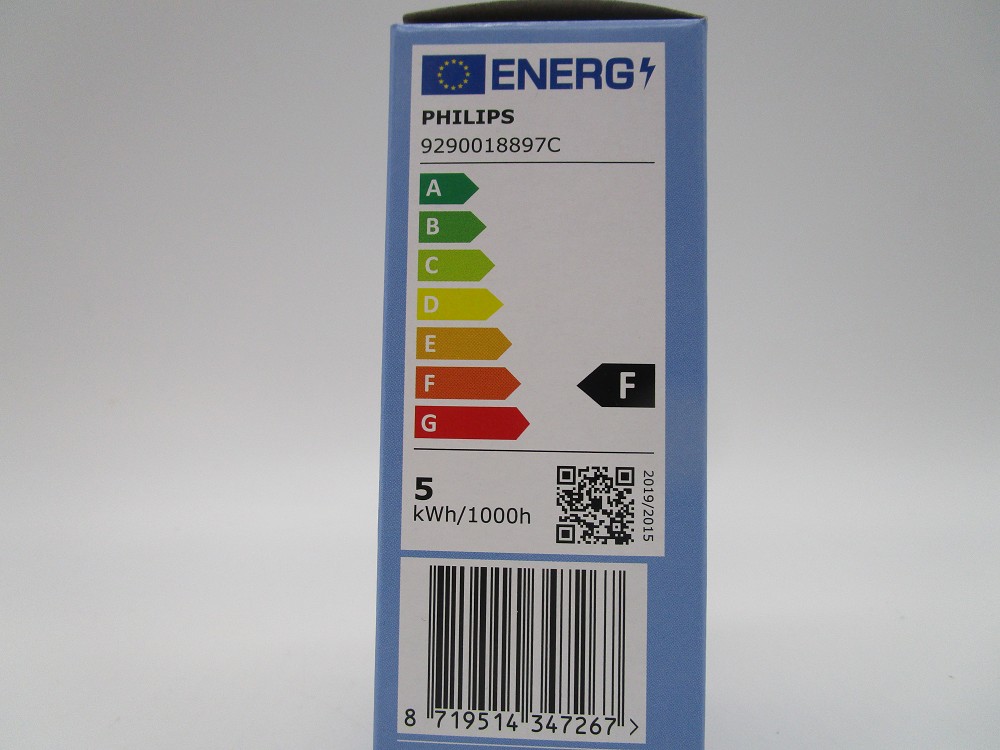 ENERG
PHILIPS
9290018897C
A
B
C
D
E
F
F
G
5
kWh/1000h
2019/2015
8 719514 347267 >